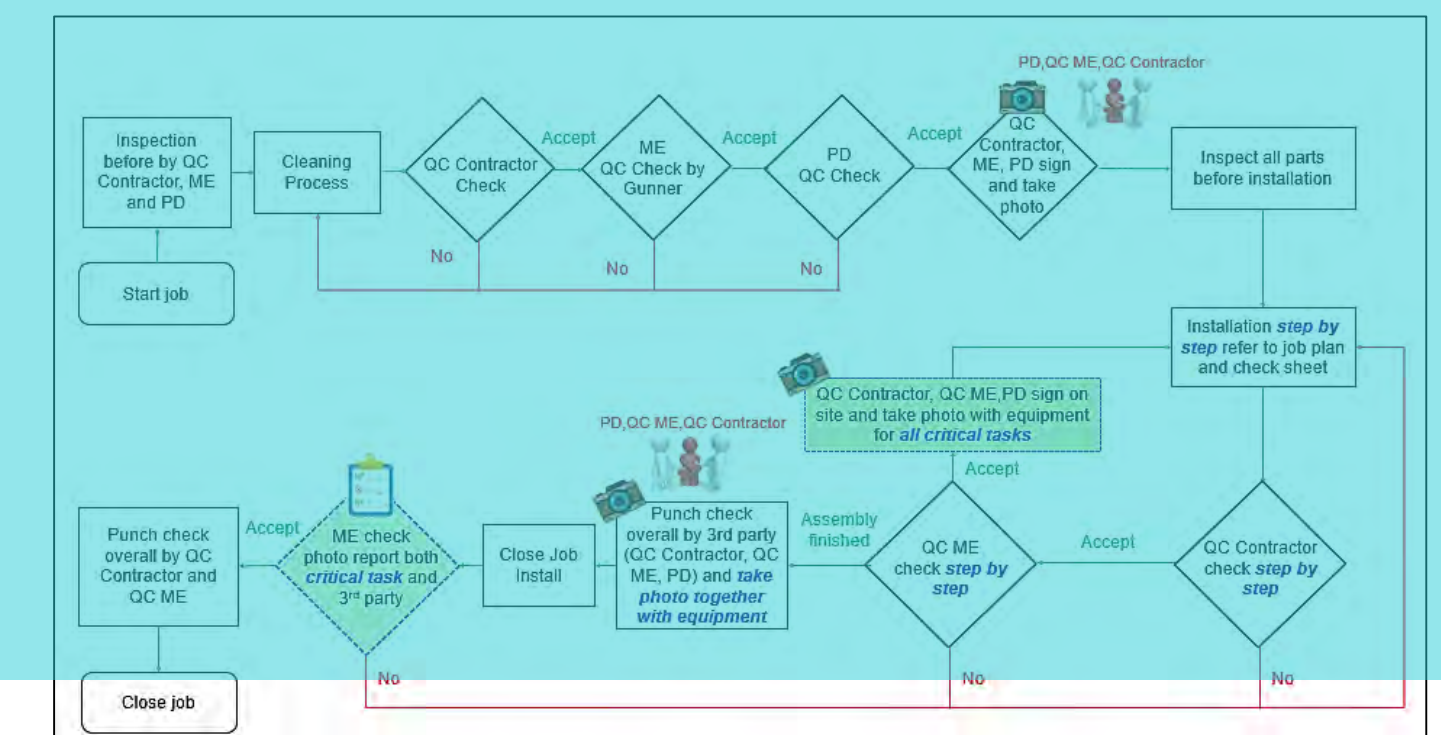 PD,QC ME,QC Contractor
Inspection
before by QC
Contractor, ME
and PD
Cleaning
Process
QC Contractor
Check
Accept
ME
QC Check by
Gunner
Accept
PD
QC Check
Accept
QC
Contractor,
ME, PD sign
and take
photo
Inspect all parts
before installation
No
No
No
Start job
Installation step by
step refer to job plan
and check sheet
QC Contractor, QC ME,PD sign on
site and take photo with equipment
for all critical tasks
PD,QC ME,QC Contractor
Accept
Punch check
overall by QC
Contractor and
QC ME
Accept
ME check
photo report both
critical task and
3rd party
Close Job
Install
Punch check
overall by 3rd party
(QC Contractor, QC
ME, PD) and take
photo together
with equipment
Assembly
finished
QC ME
check step by
step
Accept
QC Contractor
check step by
step
No
No
No
Close job